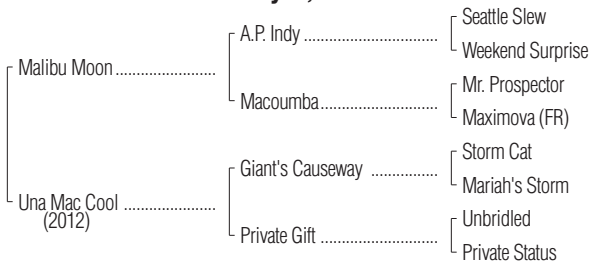 Seattle Slew
A.P. Indy
Weekend Surprise
Malibu Moon
Mr. Prospector
Macoumba
Maximova (FR)
Storm Cat
Giant's Causeway
Mariah's Storm
Una Mac Cool
(2012)
Unbridled
Private Gift
Private Status